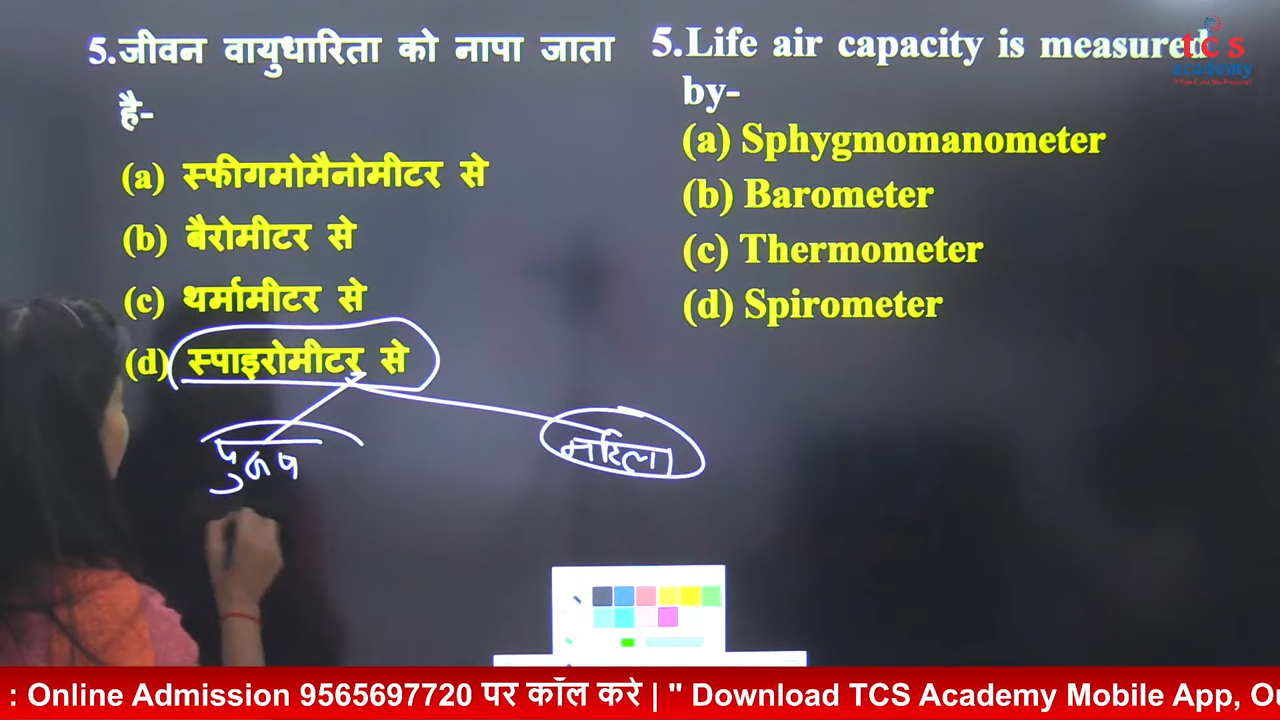 5.जीवन वायुधारिता को नापा जाता
है-
(a) स्फीगमोमैनोमीटर से
(b) बैरोमीटर से
(c) थर्मामीटर से
(d) स्पाइरोमीटर से
पुरुष
महिला
5.Life air capacity is measured
by-
(a) Sphygmomanometer
(b) Barometer
(c) Thermometer
(d) Spirometer
tcs
academy
: Online Admission 9565697720 पर कॉल करे | " Download TCS Academy Mobile App, Ou